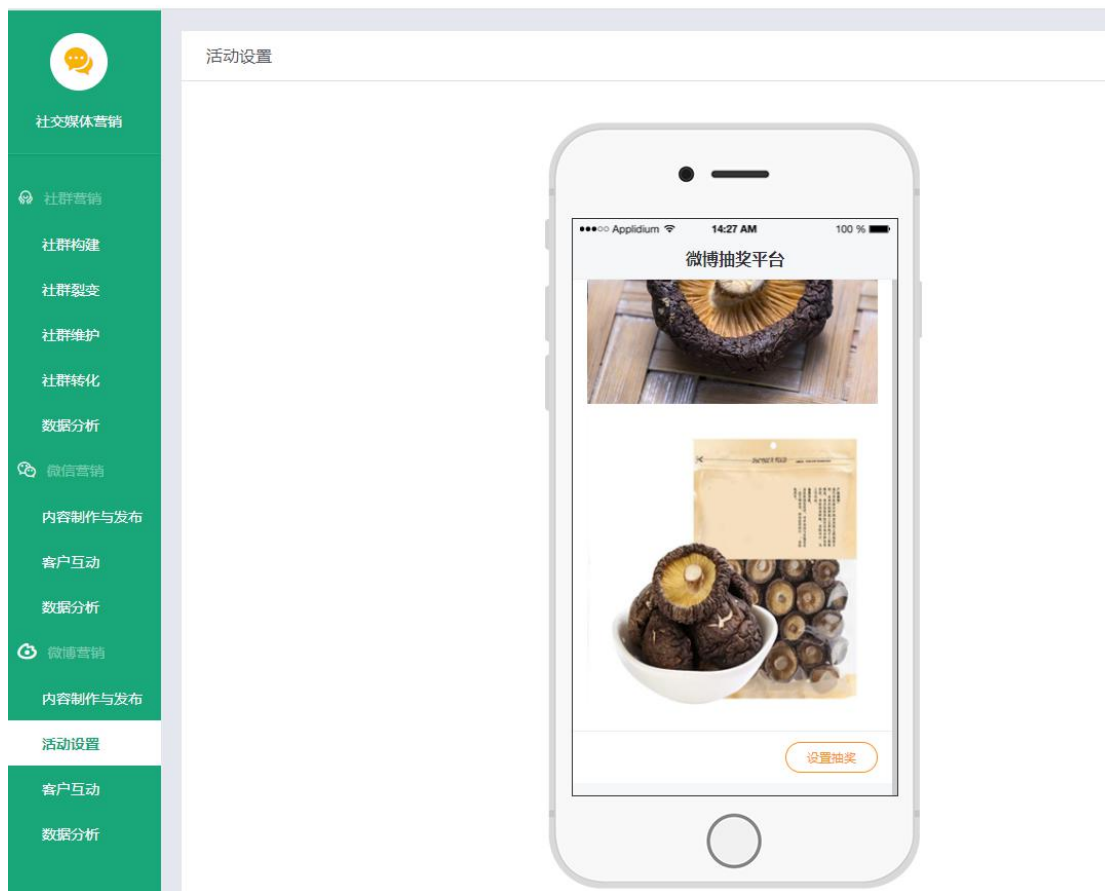 活动设置
社交媒体营销
社群营销
社群构建
社群裂变
社群维护
社群转化
数据分析
微信营销
内容制作与发布
客户互动
数据分析
微博营销
内容制作与发布
活动设置
客户互动
数据分析
Applidium 14:27 AM 100 %
微博抽奖平台
设置抽奖